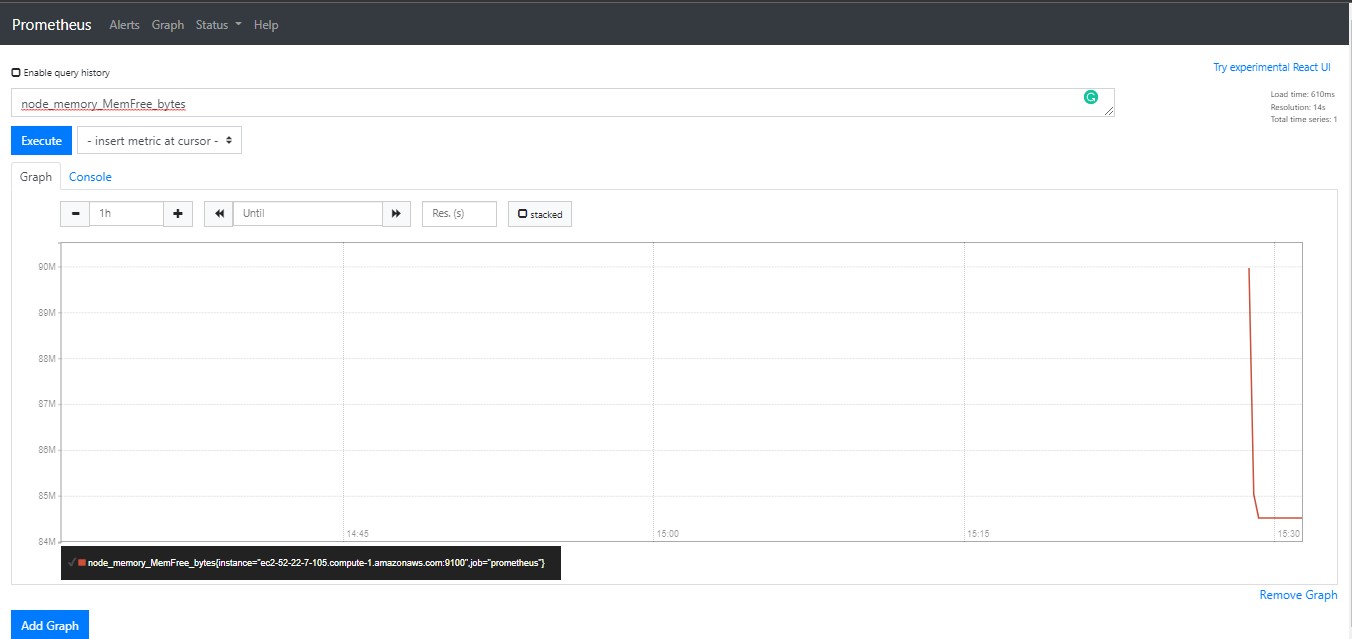 Prometheus Alerts Graph Status Help
Enable query history
Try experimental React UI
node_memory_MemFree_bytes
Load time: 610ms
Resolution: 14s
Total time series: 1
Execute - insert metric at cursor -
Graph Console
- 1h + Until Res. (s) stacked
90M
89M
88M
87M
86M
85M
84M
14:45 15:00 15:15 15:30
node_memory_MemFree_bytes{instance="ec2-52-22-7-105.compute-1.amazonaws.com:9100",job="prometheus"}
Remove Graph
Add Graph